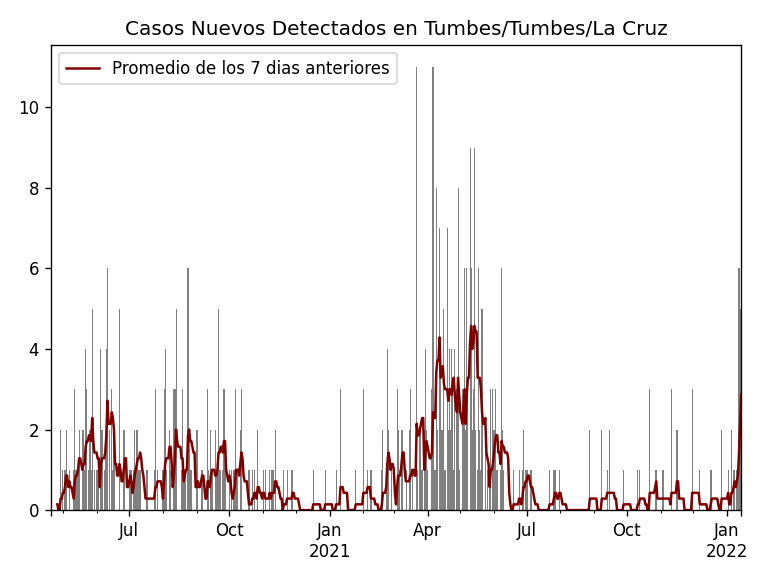 Casos Nuevos Detectados en Tumbes/Tumbes/La Cruz
Promedio de los 7 dias anteriores
10
8
6
4
2
0
Jul
Oct
Jan
2021
Apr
Jul
Oct
Jan
2022